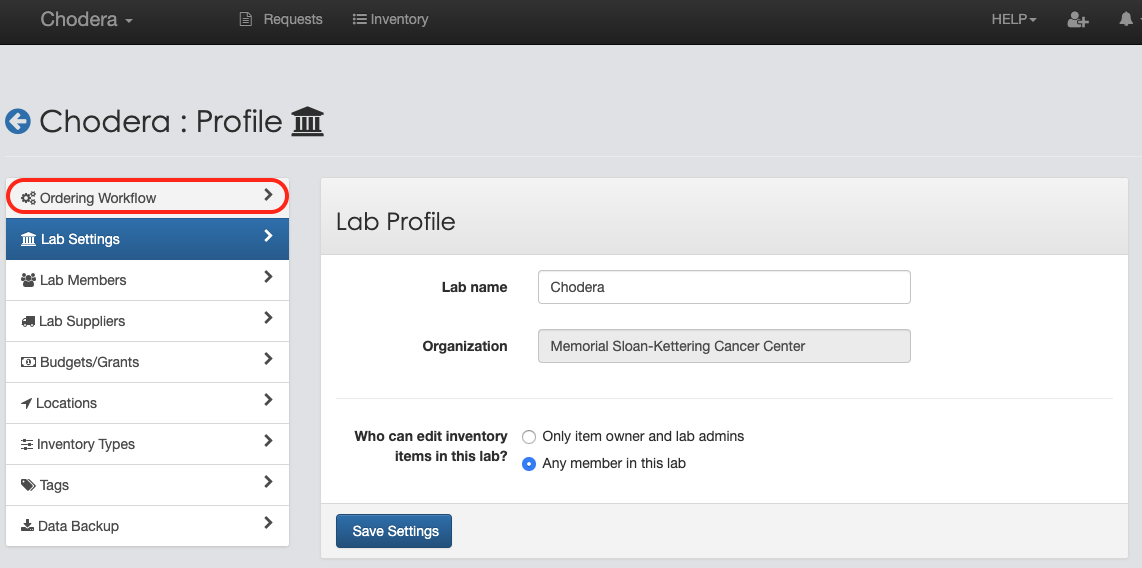 Chodera
Requests
Inventory
HELP
Chodera : Profile
Ordering Workflow
Lab Settings
Lab Members
Lab Suppliers
Budgets/Grants
Locations
Inventory Types
Tags
Data Backup
Lab Profile
Lab name
Chodera
Organization
Memorial Sloan-Kettering Cancer Center
Who can edit inventory
items in this lab?
Only item owner and lab admins
Any member in this lab
Save Settings